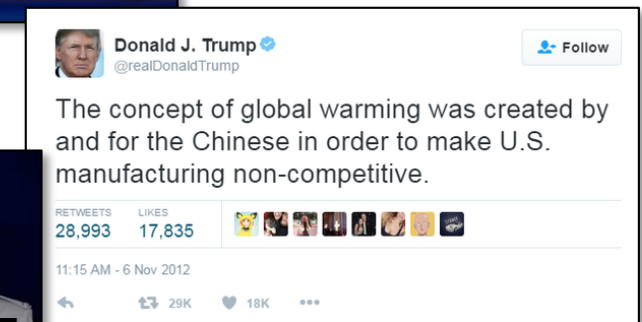 Donald J. Trump
Follow
@realDonaldTrump
The concept of global warming was created by
and for the Chinese in order to make U.S.
manufacturing non-competitive.
RETWEETS LIKES
28,993 17,835
11:15 AM - 6 Nov 2012
29K 18K